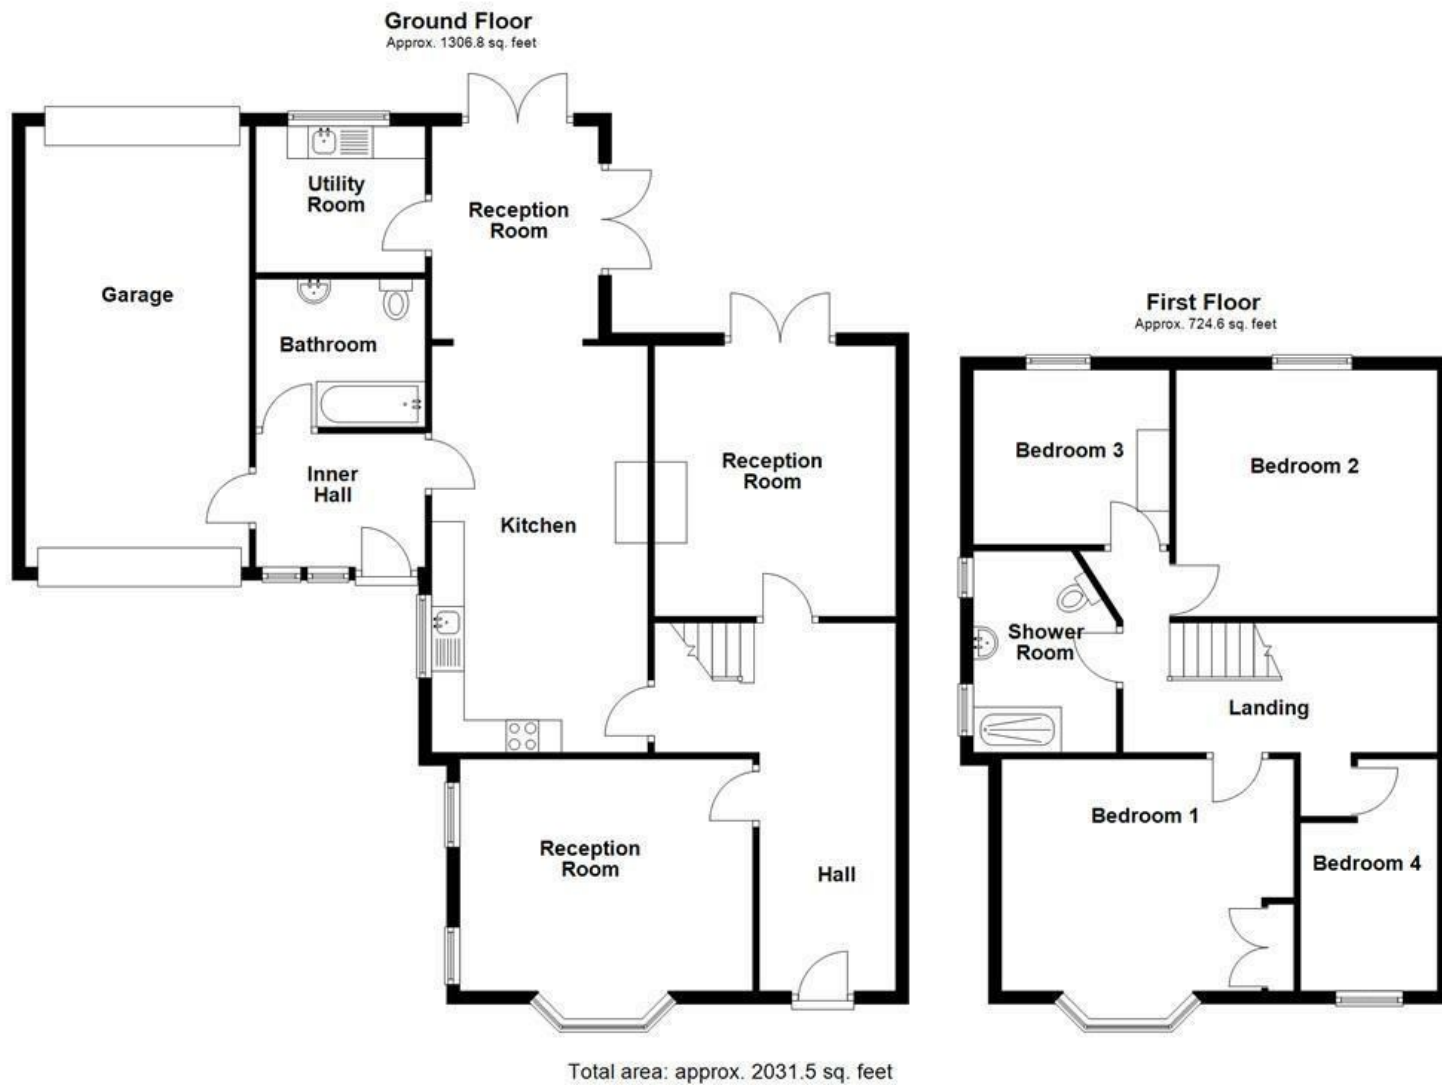 Ground Floor
Approx. 1306.8 sq. feet
Utility
Room
Reception
Room
Garage
Bathroom
Inner
Hall
Kitchen
Reception
Room
Reception
Room
Hall
First Floor
Approx. 724.6 sq. feet
Bedroom 3
Bedroom 2
Shower
Room
Landing
Bedroom 1
Bedroom 4
Total area: approx. 2031.5 sq. feet